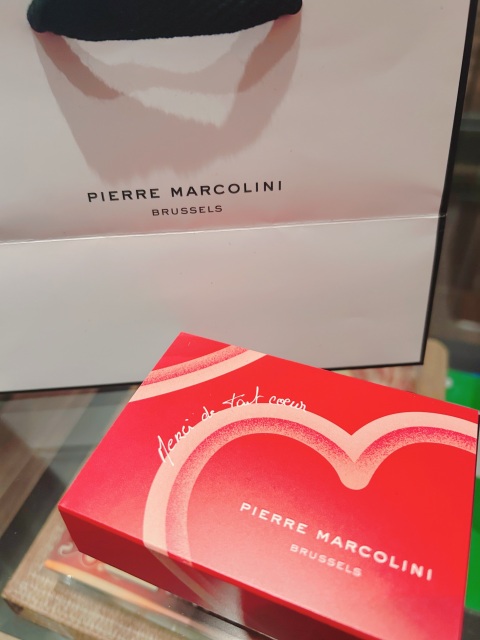 PIERRE MARCOLINI
BRUSSELS
Merci de tout coeur
PIERRE MARCOLINI
BRUSSELS